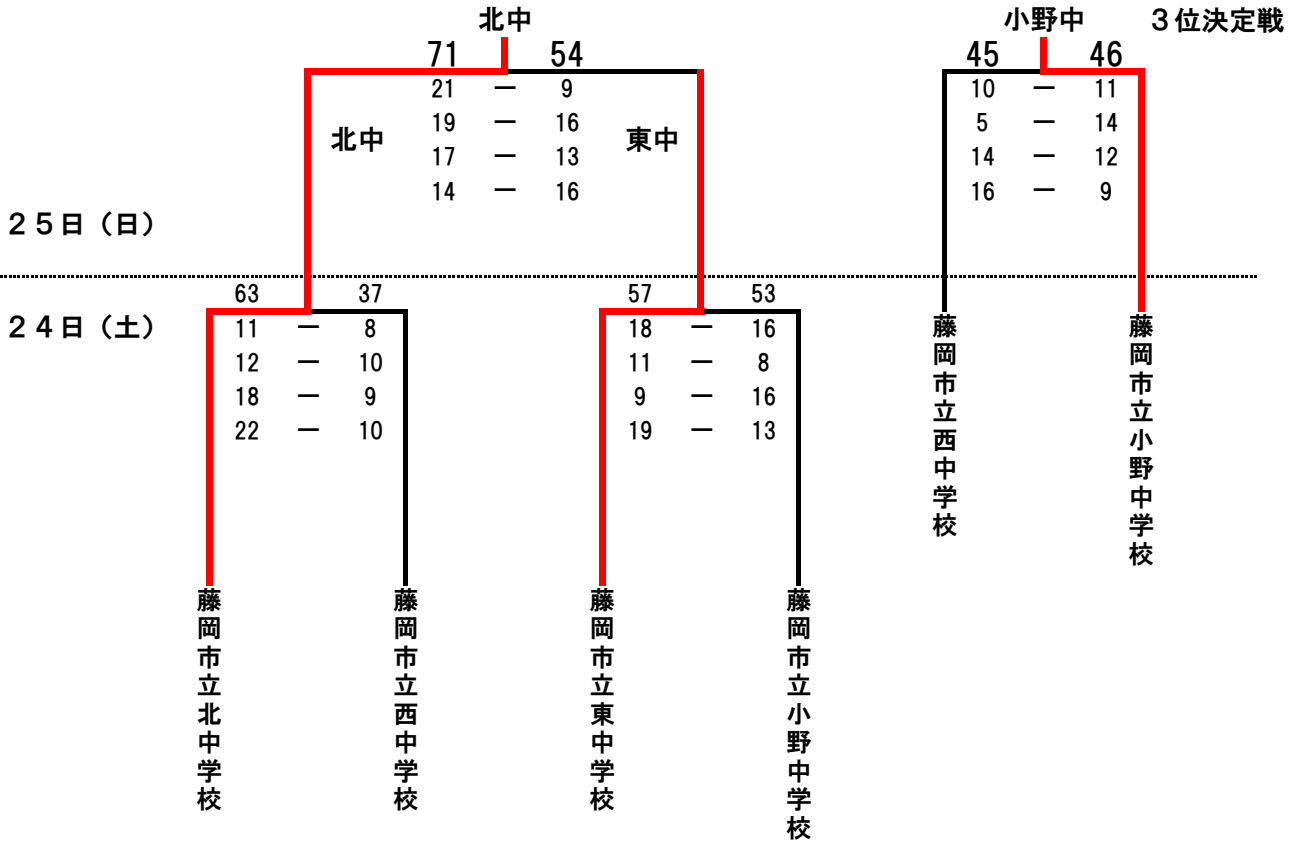 北中
小野中 ３位決定戦
71 54
45 46
21 ー 9
19 ー 16
17 ー 13
14 ー 16
北中
東中
10 ー 11
5 ー 14
14 ー 12
16 ー 9
２５日（日）
２４日（土）
63 37
11 ー 8
12 ー 10
18 ー 9
22 ー 10
57 53
18 ー 16
11 ー 8
9 ー 16
19 ー 13
藤岡市立西中学校
藤岡市立小野中学校
藤岡市立北中学校
藤岡市立西中学校
藤岡市立東中学校
藤岡市立小野中学校